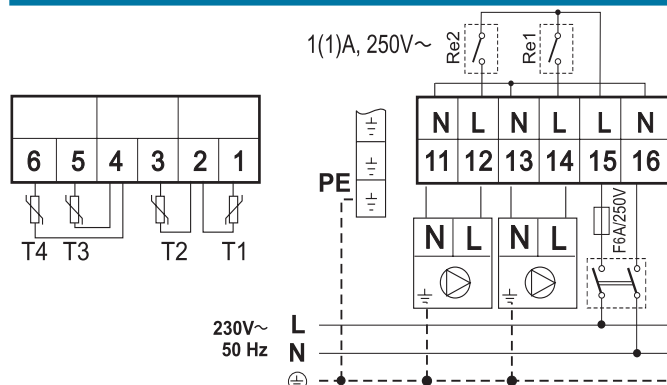 1(1)A, 250V~
Re2
Re1
6 5 4 3 2 1
T4 T3 T2 T1
PE
N L N L L N
11 12 13 14 15 16
N L
N L
F6A/250V
230V~ L
50 Hz N